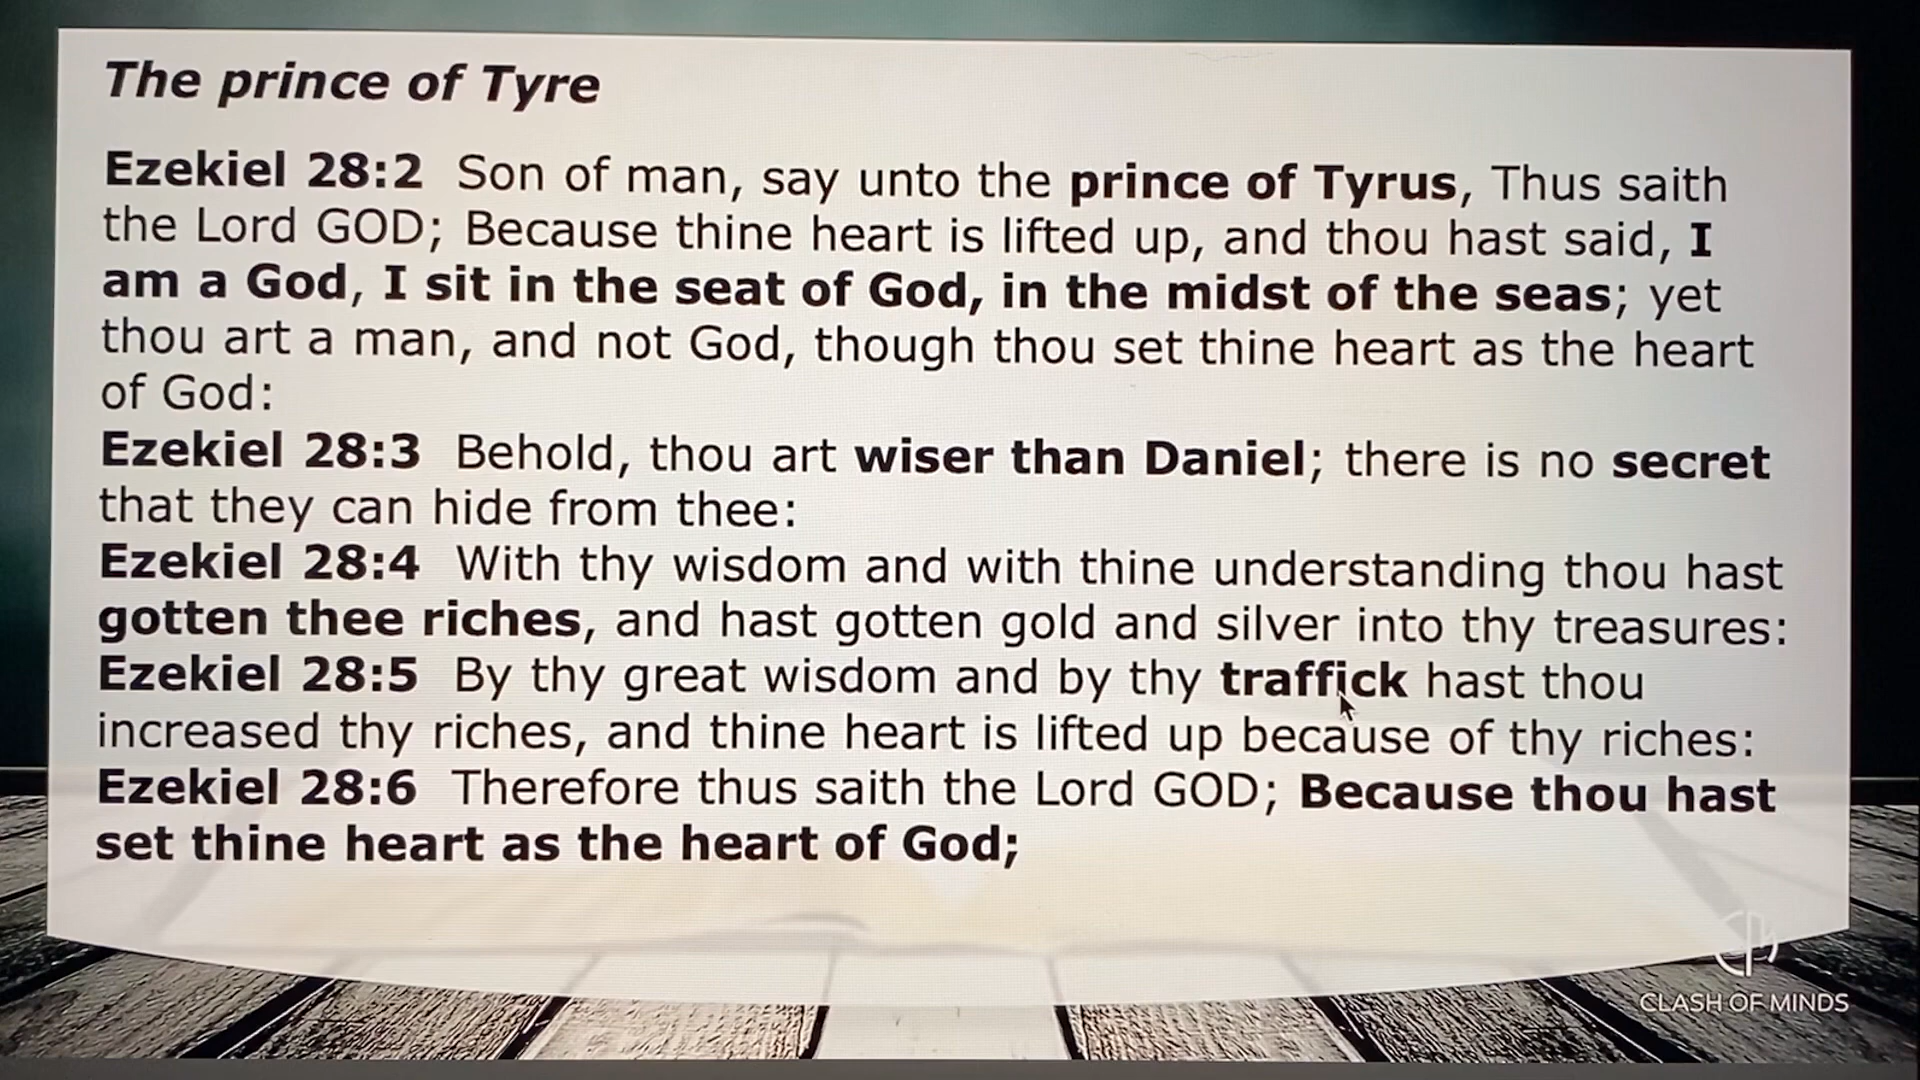 The prince of Tyre
Ezekiel 28:2 Son of man, say unto the prince of Tyrus, Thus saith
the Lord GOD; Because thine heart is lifted up, and thou hast said, I
am a God, I sit in the seat of God, in the midst of the seas; yet
thou art a man, and not God, though thou set thine heart as the heart
of God:
Ezekiel 28:3 Behold, thou art wiser than Daniel; there is no secret
that they can hide from thee:
Ezekiel 28:4 With thy wisdom and with thine understanding thou hast
gotten thee riches, and hast gotten gold and silver into thy treasures:
Ezekiel 28:5 By thy great wisdom and by thy traffick hast thou
increased thy riches, and thine heart is lifted up because of thy riches:
Ezekiel 28:6 Therefore thus saith the Lord GOD; Because thou hast
set thine heart as the heart of God;
CLASH OF MINDS